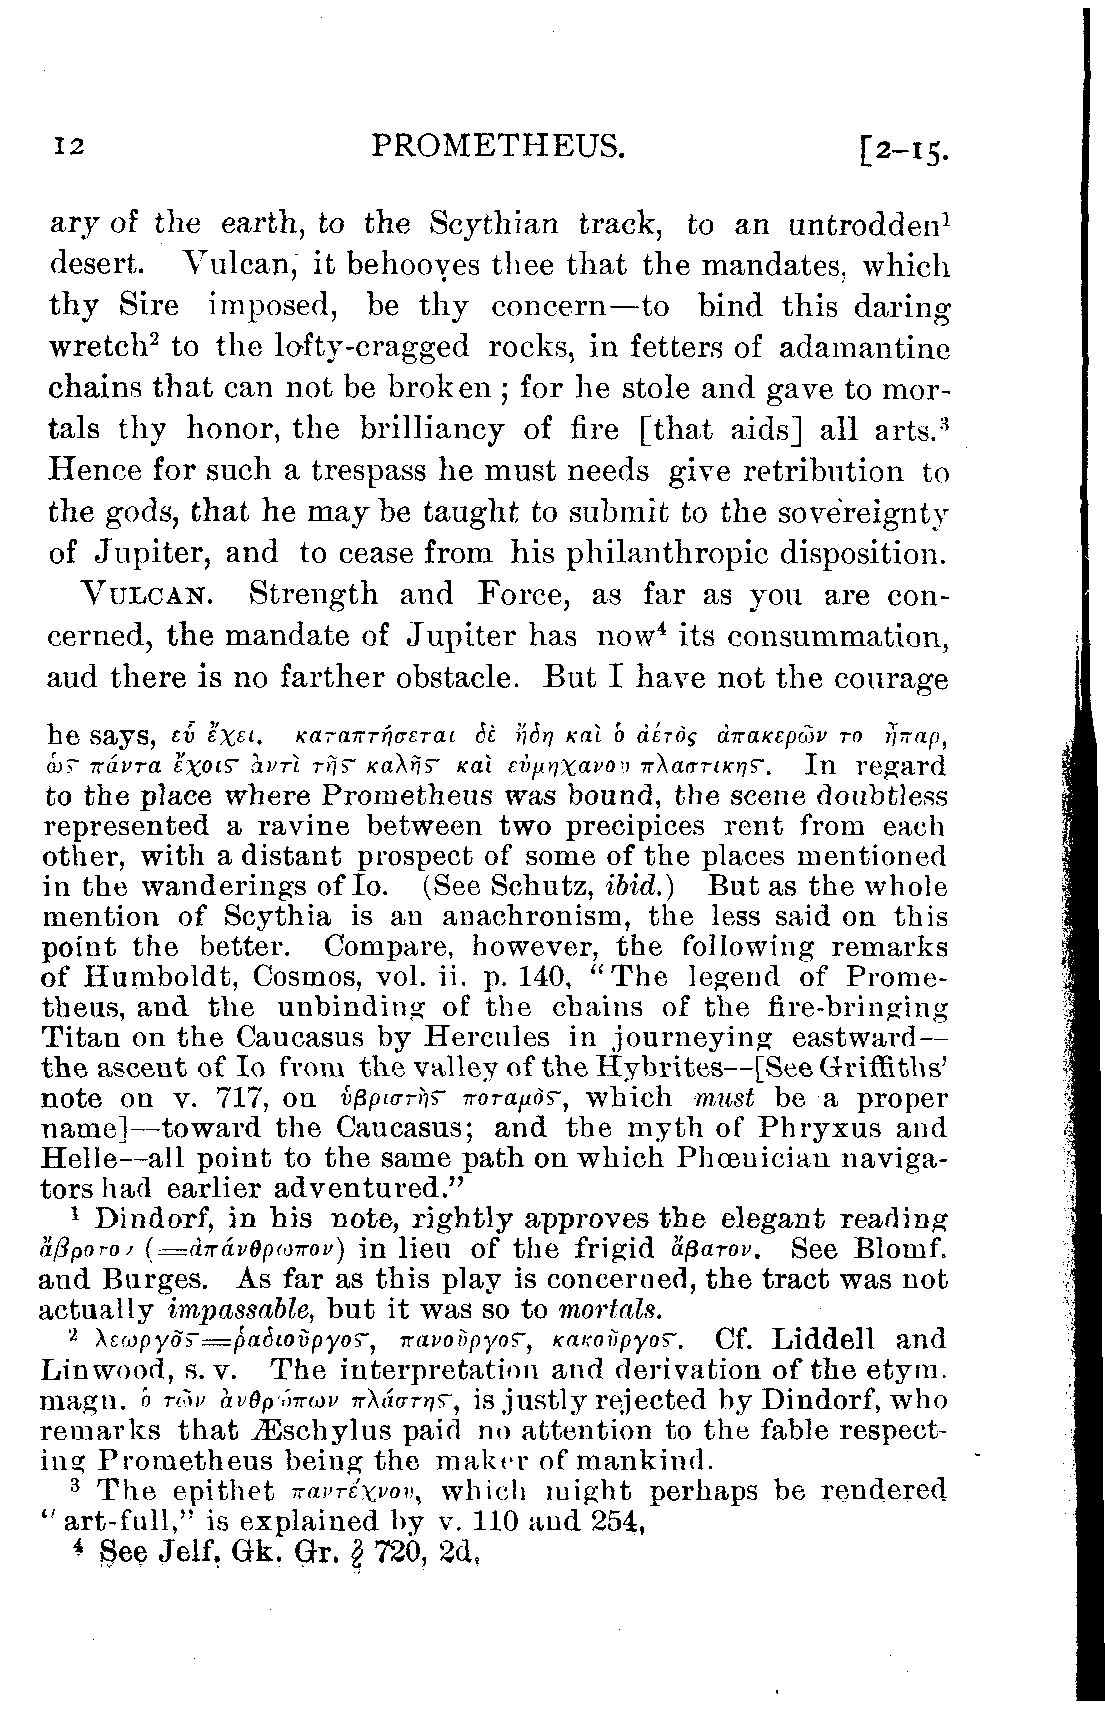 12 PROMETHEUS. [2–15.
ary of the earth, to the Scythian track, to an untrodden¹
desert. Vulcan, it behooves thee that the mandates, which
thy Sire imposed, be thy concern—to bind this daring
wretch² to the lofty-cragged rocks, in fetters of adamantine
chains that can not be broken ; for he stole and gave to mor-
tals thy honor, the brilliancy of fire [that aids] all arts.³
Hence for such a trespass he must needs give retribution to
the gods, that he may be taught to submit to the sovereignty
of Jupiter, and to cease from his philanthropic disposition.
VULCAN. Strength and Force, as far as you are con-
cerned, the mandate of Jupiter has now⁴ its consummation,
aud there is no farther obstacle. But I have not the courage
he says, εὐ ἔχει. καταπτήσεται δὲ ἤδη καὶ ὁ ἀέτὸς ἀπακερῶν το ἧπαρ,
ὡς πάντα ἔχοις ἀντὶ τῆς καλῆς καὶ εὐμηχανου πλαστικης. In regard
to the place where Prometheus was bound, the scene doubtless
represented a ravine between two precipices rent from each
other, with a distant prospect of some of the places mentioned
in the wanderings of Io. (See Schutz, ibid.) But as the whole
mention of Scythia is an anachronism, the less said on this
point the better. Compare, however, the following remarks
of Humboldt, Cosmos, vol. ii. p. 140, “The legend of Prome-
theus, and the unbinding of the chains of the fire-bringing
Titan on the Caucasus by Hercules in journeying eastward—
the ascent of Io from the valley of the Hybrites—[See Griffiths’
note on v. 717, on ὑβριστὴς ποταμὸς, which must be a proper
name]—toward the Caucasus; and the myth of Phryxus and
Helle—all point to the same path on which Phœnician naviga-
tors had earlier adventured.”
¹ Dindorf, in his note, rightly approves the elegant reading
ἄβροτον (=ἀπάνθρωπον) in lieu of the frigid ἄβατον. See Blomf.
and Burges. As far as this play is concerned, the tract was not
actually impassable, but it was so to mortals.
² λεωργὸς=ῥαδιοῦργος, πανοῦργος, κακοῦργος. Cf. Liddell and
Linwood, s. v. The interpretation and derivation of the etym.
magn. ὁ τῶν ἀνθρώπων πλάστης, is justly rejected by Dindorf, who
remarks that Æschylus paid no attention to the fable respect-
ing Prometheus being the maker of mankind.
³ The epithet παντέχνου, which might perhaps be rendered
“art-full,” is explained by v. 110 and 254,
⁴ See Jelf, Gk. Gr. § 720, 2d,